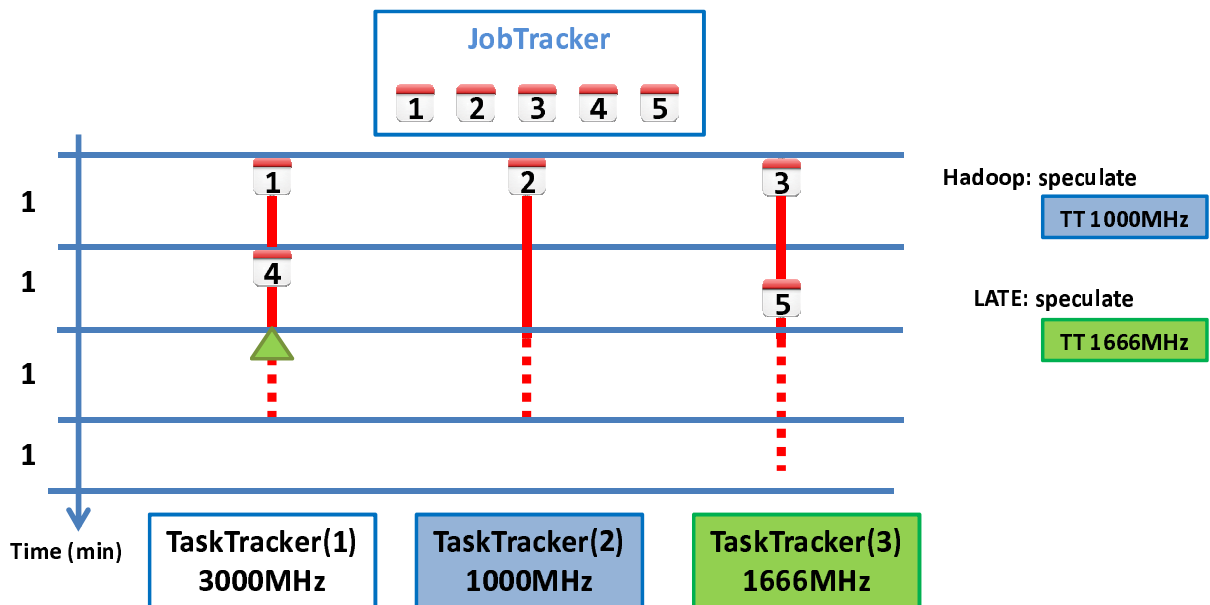 JobTracker
1 2 3 4 5
1 2 3
Hadoop: speculate
1
TT 1000MHz
4
1
5
LATE: speculate
TT 1666MHz
1
1
Time (min)
TaskTracker(1)
3000MHz
TaskTracker(2)
1000MHz
TaskTracker(3)
1666MHz